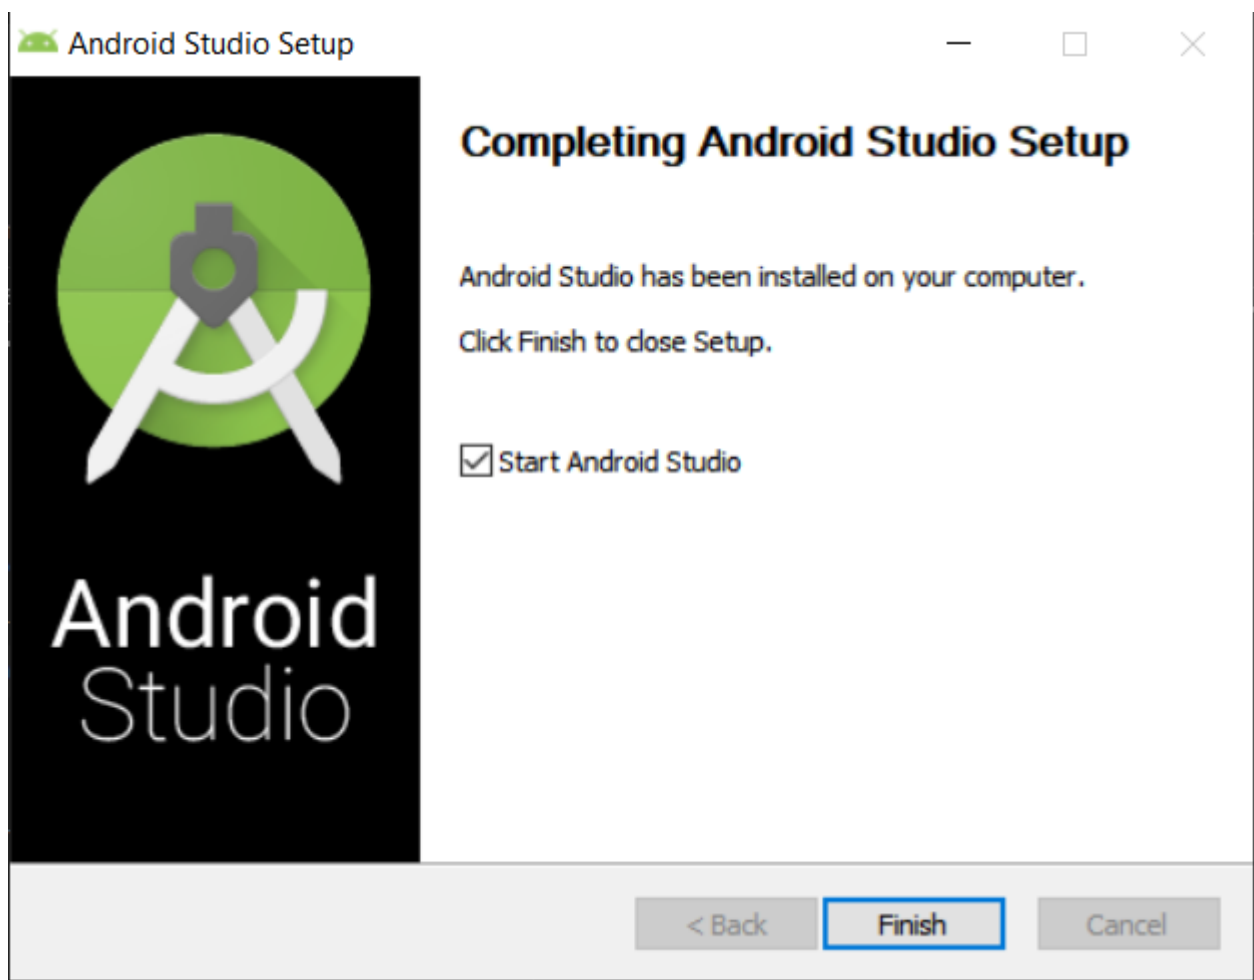 Android Studio Setup
Completing Android Studio Setup
Android Studio has been installed on your computer.
Click Finish to close Setup.
Start Android Studio
Android
Studio
< Back
Finish
Cancel